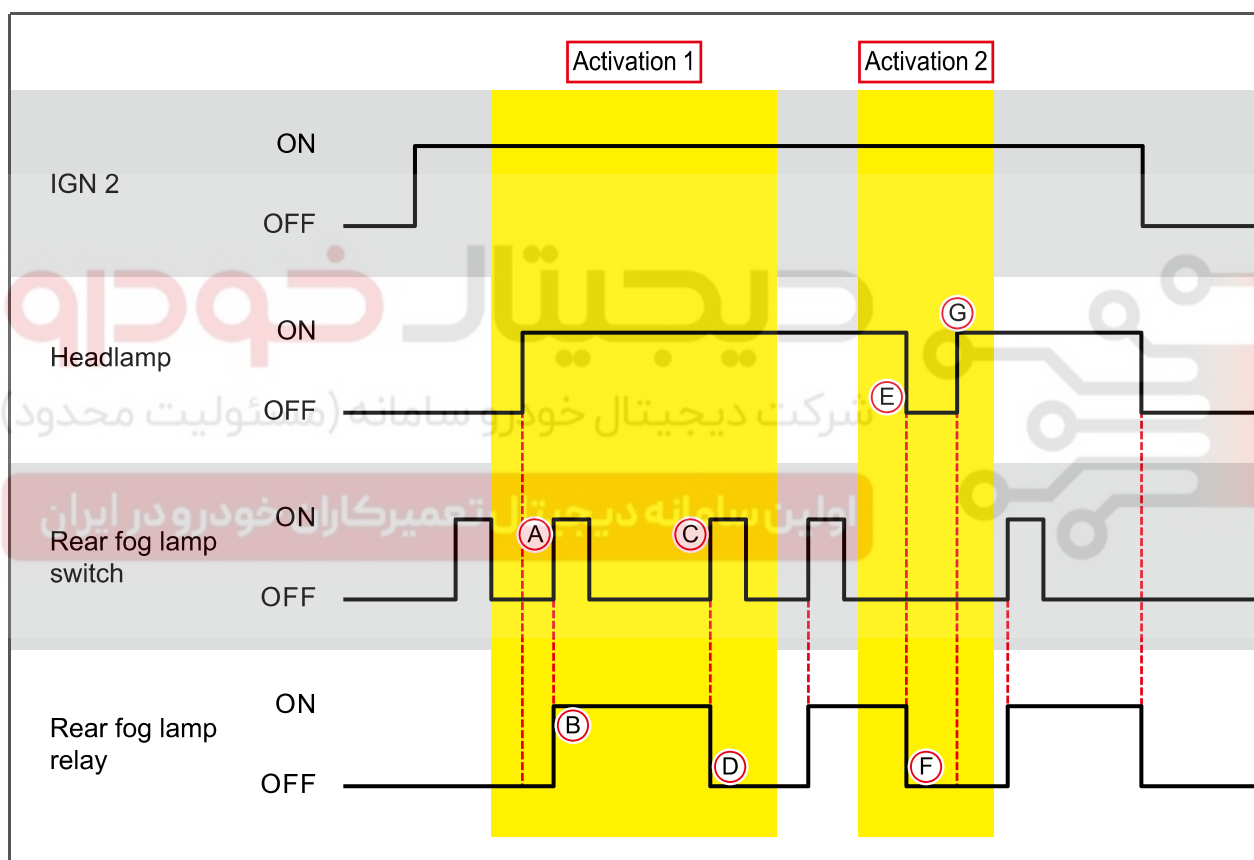 Activation 1
Activation 2
IGN 2
ON
OFF
Headlamp
ON
OFF
G
E
دیجیتال خودرو
شرکت دیجیتال خودرو سامانه (مسئولیت محدود)
اولین سامانه دیجیتال تعمیرکاران خودرو در ایران
Rear fog lamp
switch
ON
OFF
A
C
Rear fog lamp
relay
ON
OFF
B
D
F